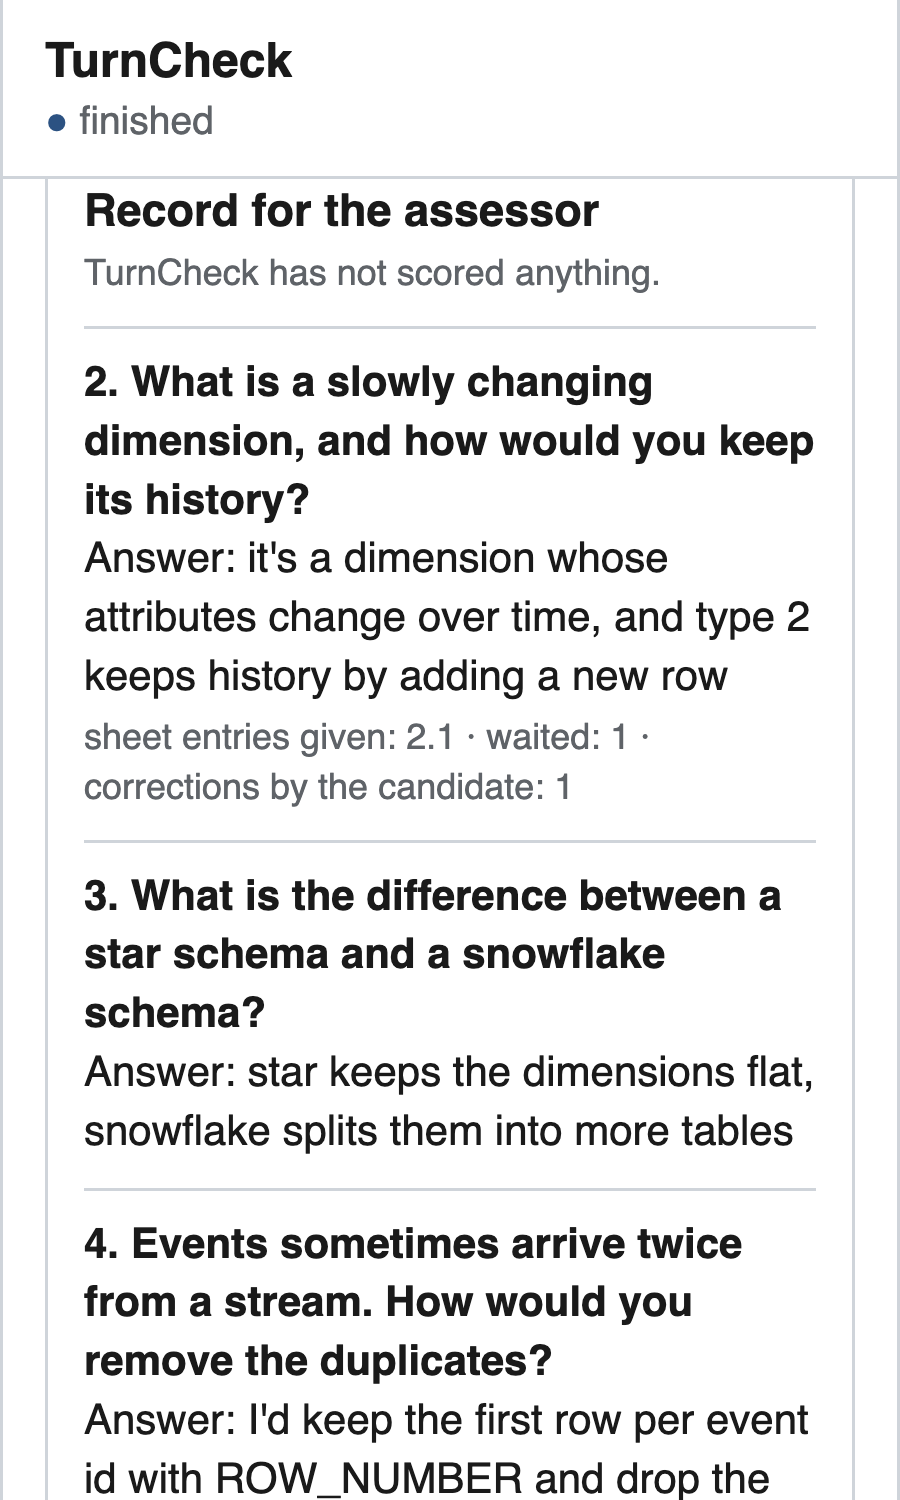 TurnCheck
finished
Record for the assessor
TurnCheck has not scored anything.
2. What is a slowly changing
dimension, and how would you keep
its history?
Answer: it's a dimension whose
attributes change over time, and type 2
keeps history by adding a new row
sheet entries given: 2.1 · waited: 1 ·
corrections by the candidate: 1
3. What is the difference between a
star schema and a snowflake
schema?
Answer: star keeps the dimensions flat,
snowflake splits them into more tables
4. Events sometimes arrive twice
from a stream. How would you
remove the duplicates?
Answer: I'd keep the first row per event
id with ROW_NUMBER and drop the